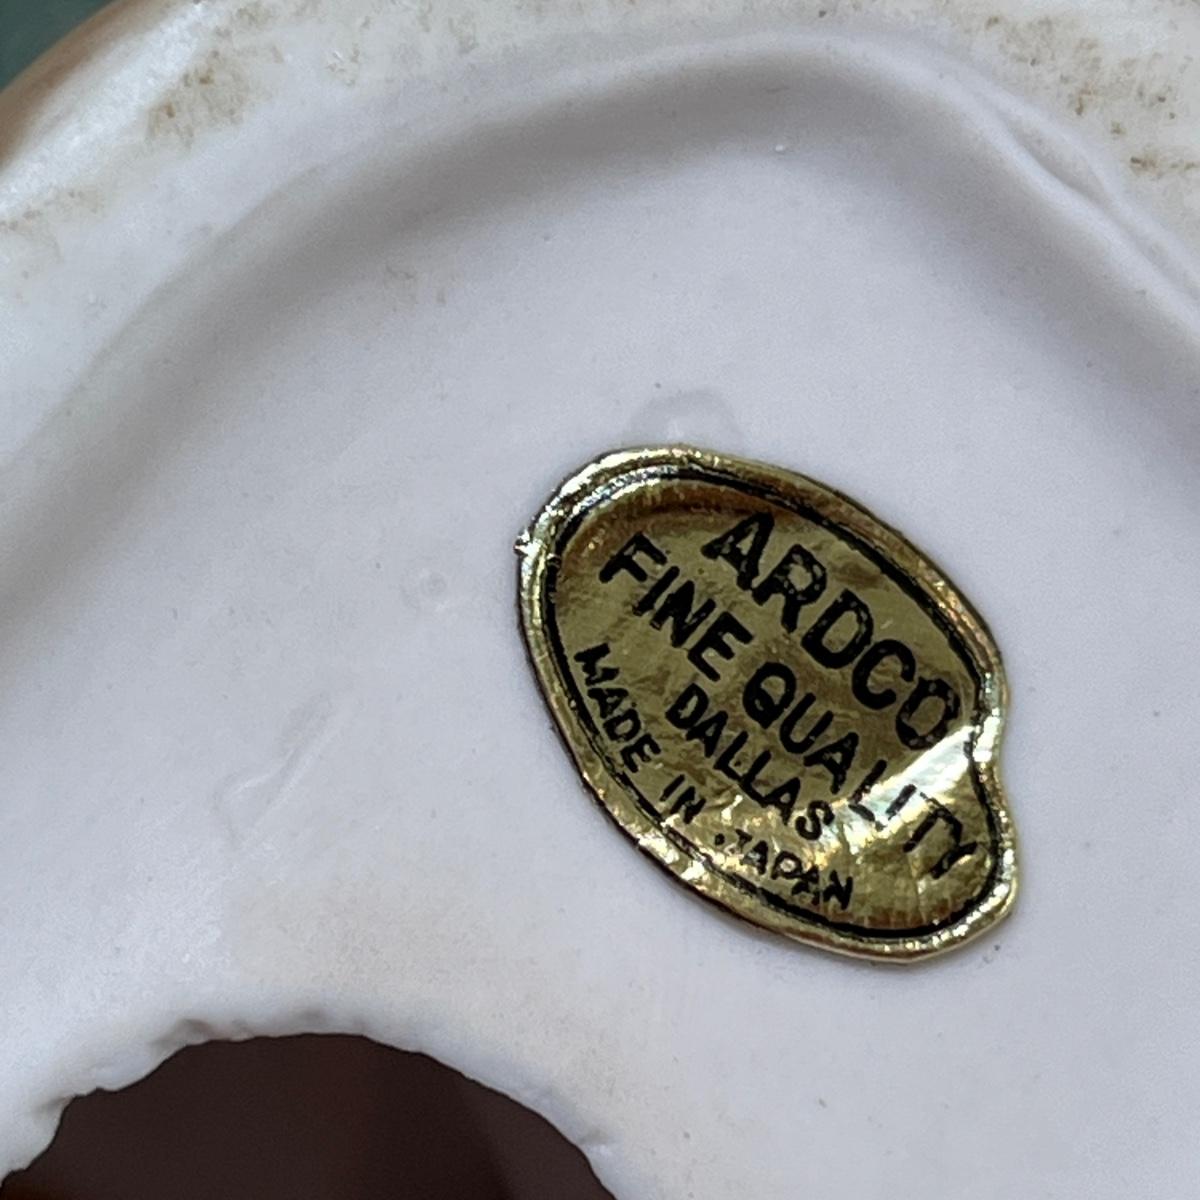 ARDCO
FINE QUALITY
DALLAS
MADE IN JAPAN